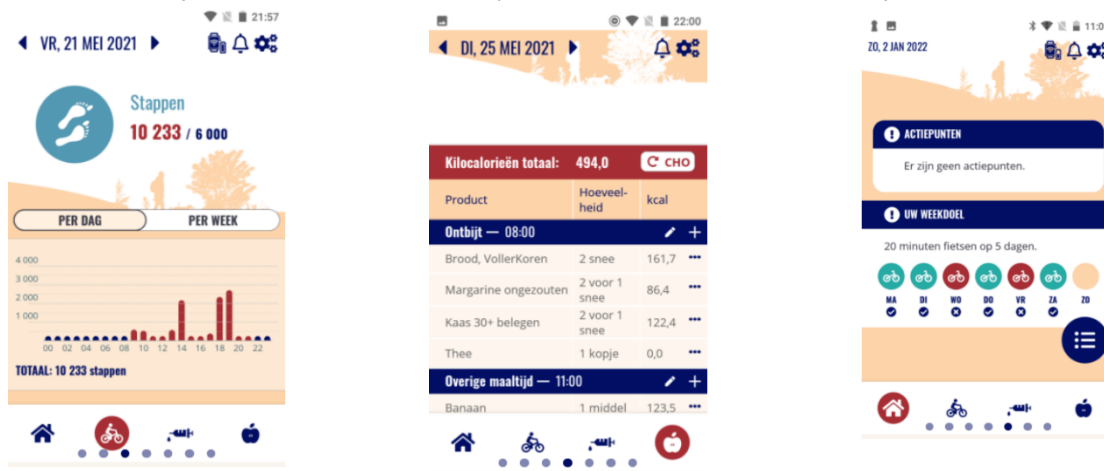 21:57
VR, 21 MEI 2021
Stappen
10 233 / 6 000
PER DAG PER WEEK
4 000
3 000
2 000
1 000
00 02 04 06 08 10 12 14 16 18 20 22
TOTAAL: 10 233 stappen
22:00
DI, 25 MEI 2021
Kilocalorieën totaal: 494,0 CHO
Product Hoeveel-
heid kcal
Ontbijt — 08:00
Brood, VollerKoren 2 snee 161,7
Margarine ongezouten 2 voor 1
snee 86,4
Kaas 30+ belegen 2 voor 1
snee 122,4
Thee 1 kopje 0,0
Overige maaltijd — 11:00
Banaan 1 middel 123,5
ZO, 2 JAN 2022
ACTIEPUNTEN
Er zijn geen actiepunten.
UW WEEKDOEL
20 minuten fietsen op 5 dagen.
MA DI WO DO VR ZA ZO